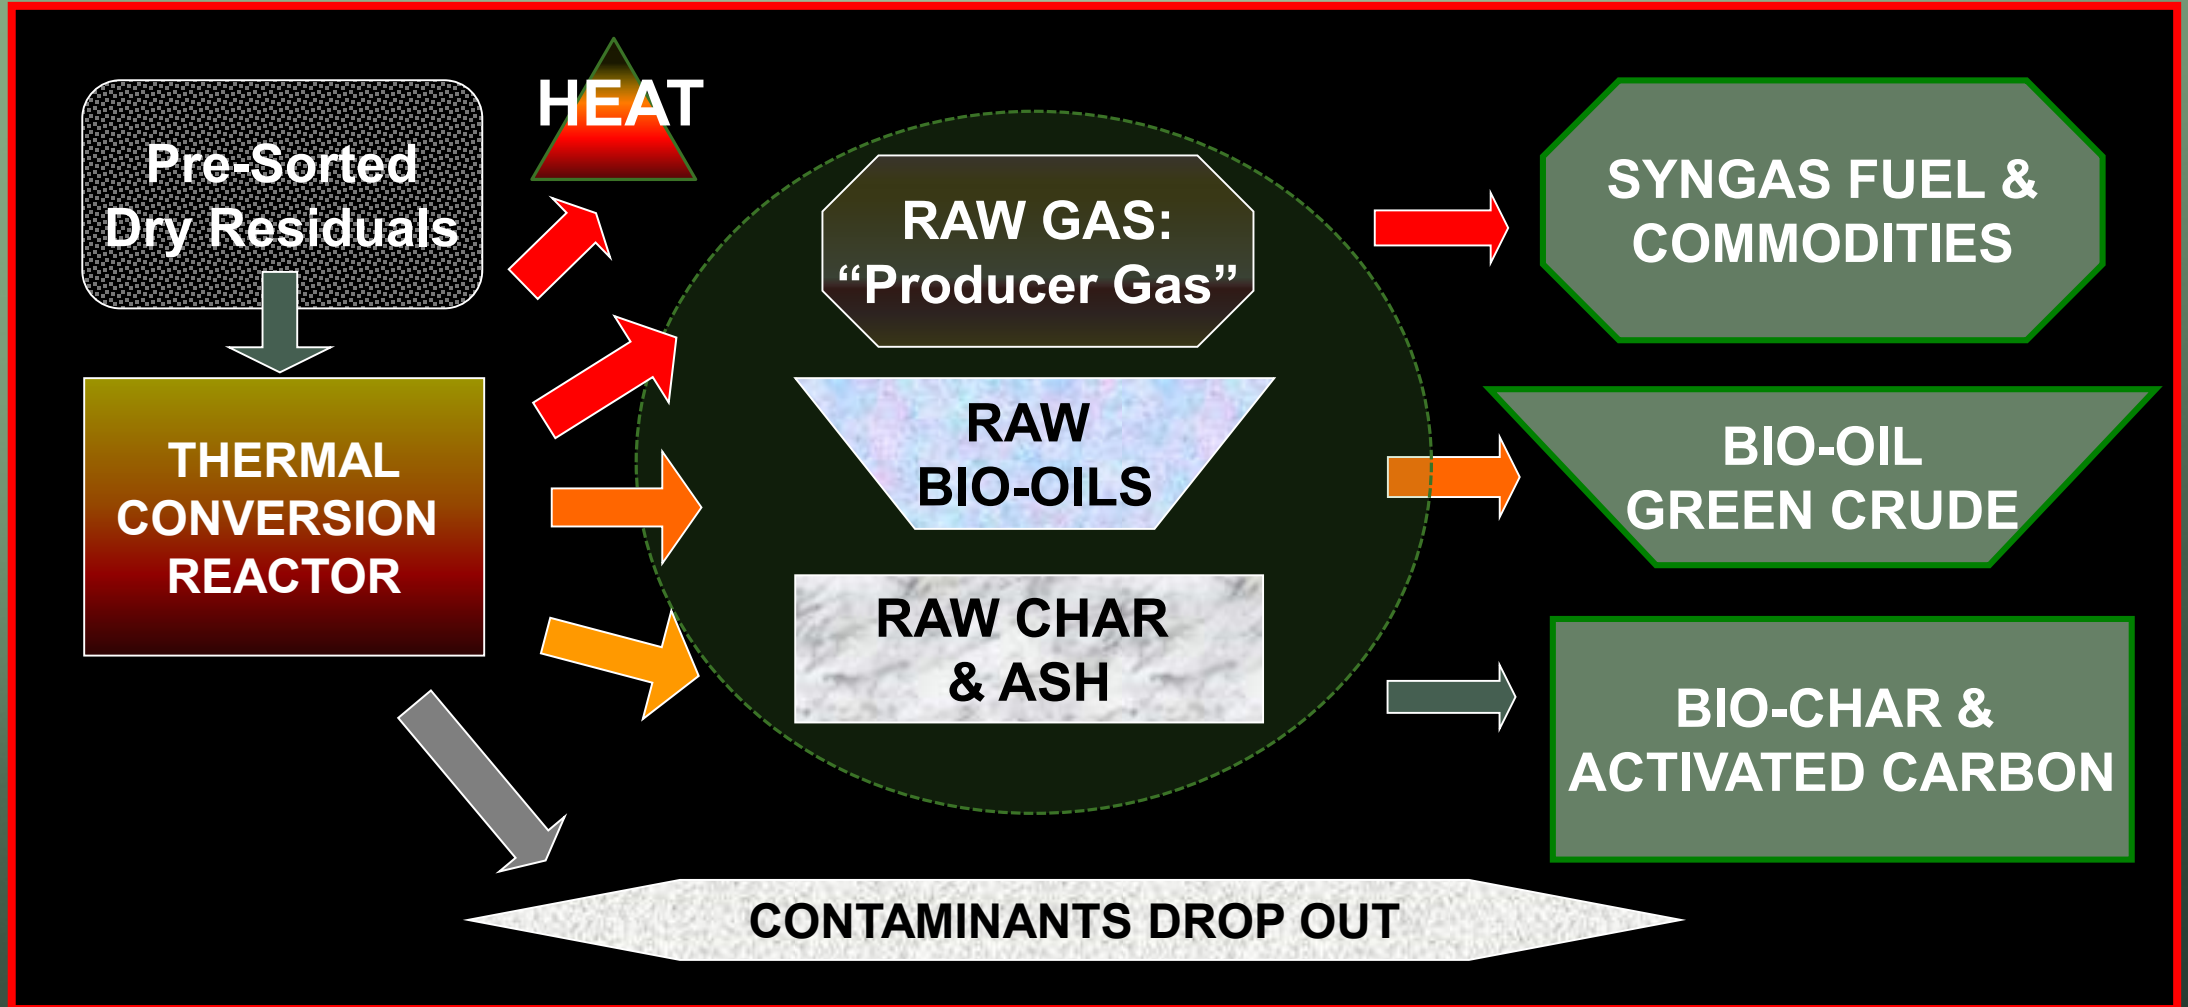 Pre-Sorted
Dry Residuals
HEAT
THERMAL
CONVERSION
REACTOR
RAW GAS:
“Producer Gas”
RAW
BIO-OILS
RAW CHAR
& ASH
SYNGAS FUEL &
COMMODITIES
BIO-OIL
GREEN CRUDE
BIO-CHAR &
ACTIVATED CARBON
CONTAMINANTS DROP OUT